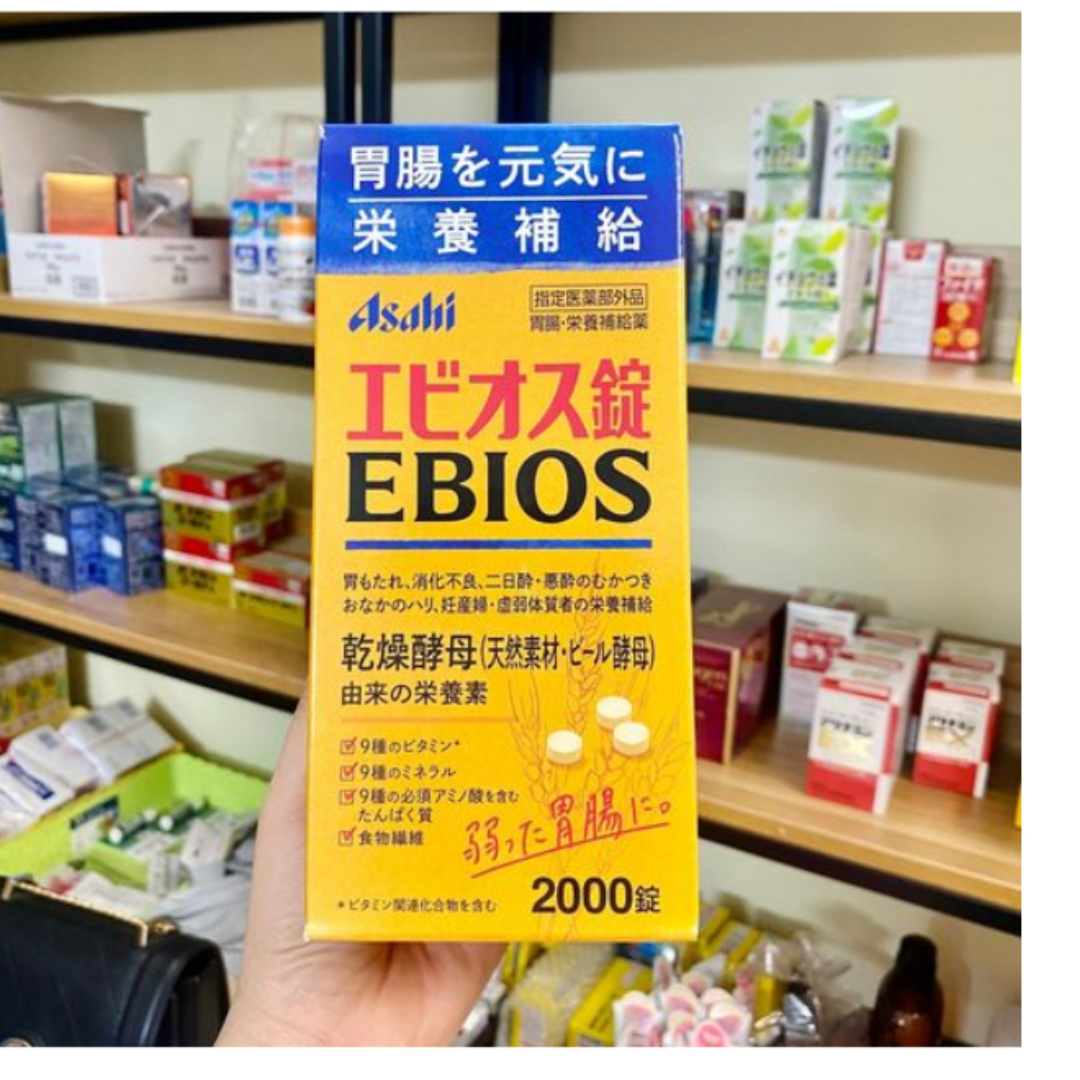 胃腸を元気に
栄養補給
Asahi
指定医薬部外品
胃腸・栄養補給薬
エビオス錠
EBIOS
胃もたれ、消化不良、二日酔・悪酔のむかつき
おなかのハリ、妊産婦・虚弱体質者の栄養補給
乾燥酵母(天然素材・ビール酵母)
由来の栄養素
9種のビタミン*
9種のミネラル
9種の必須アミノ酸を含む
たんぱく質
食物繊維
弱った胃腸に。
*ビタミン関連化合物を含む
2000錠